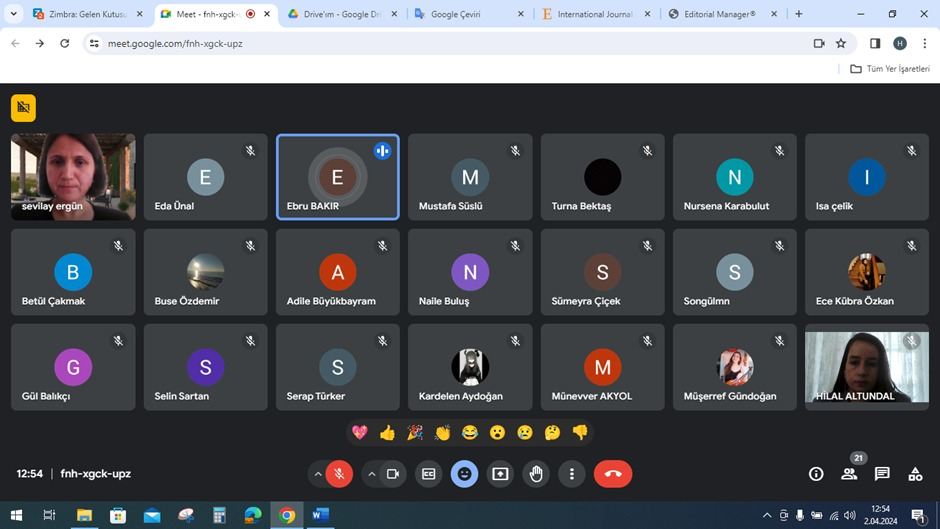 Zimbra: Gelen Kutusu
Meet - fnh-xgck-
Drive'ım - Google Dri
Google Çeviri
International Journal
Editorial Manager®
meet.google.com/fnh-xgck-upz
H
Tüm Yer İşaretleri
sevilay ergün
E
Eda Ünal
E
Ebru BAKIR
M
Mustafa Süslü
Turna Bektaş
N
Nursena Karabulut
I
Isa çelik
B
Betül Çakmak
Buse Özdemir
A
Adile Büyükbayram
N
Naile Buluş
S
Sümeyra Çiçek
S
Songülmn
Ece Kübra Özkan
G
Gül Balıkçı
S
Selin Sartan
S
Serap Türker
Kardelen Aydoğan
M
Münevver AKYOL
Müşerref Gündoğan
HİLAL ALTUNDAL
12:54 | fnh-xgck-upz
21
12:54
2.04.2024
1